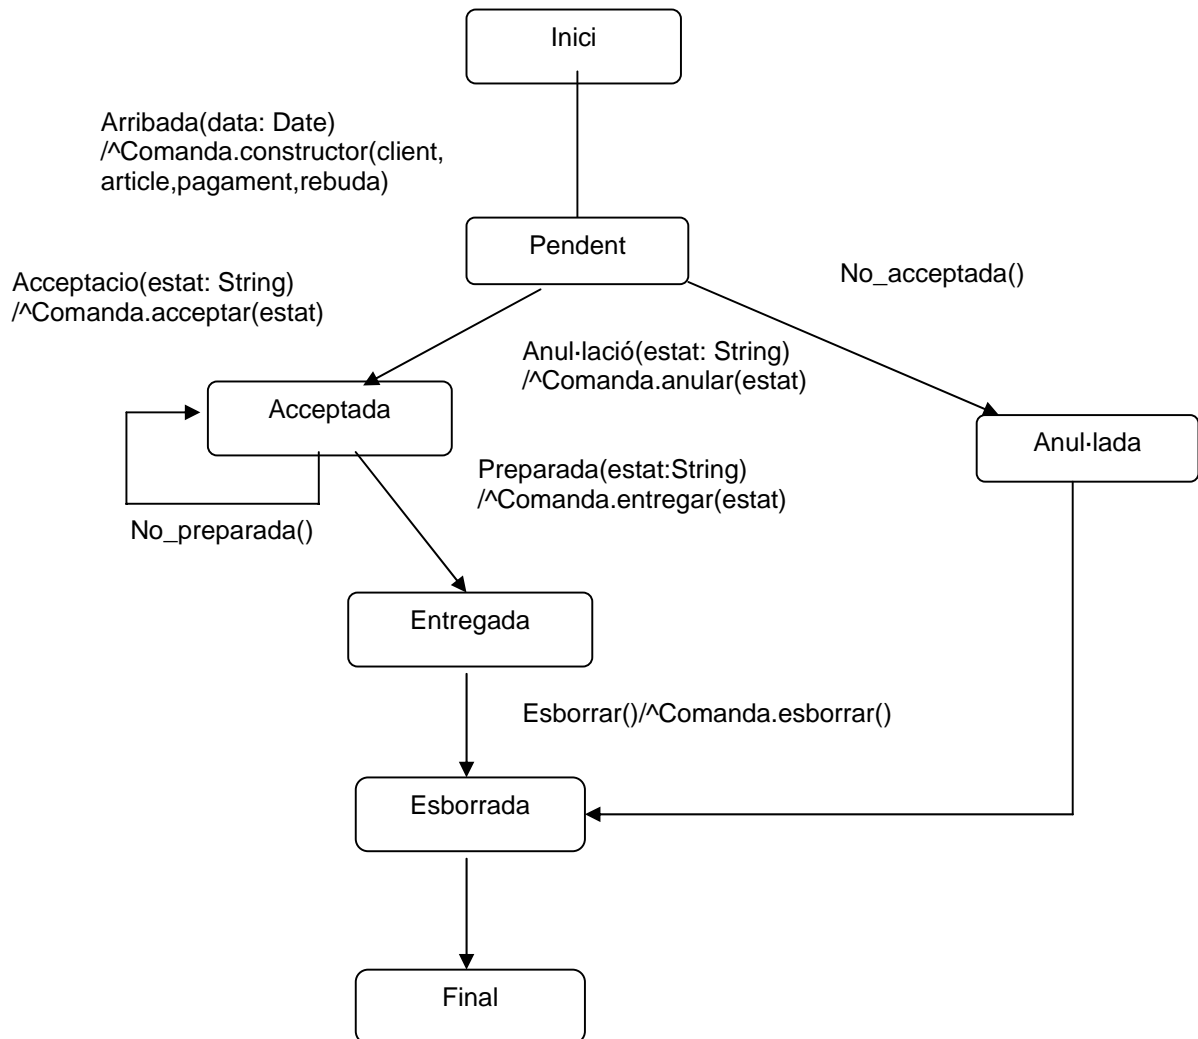 Inici
Arribada(data: Date)
/^Comanda.constructor(client,
article,pagament,rebuda)
Pendent
No_acceptada()
Acceptacio(estat: String)
/^Comanda.acceptar(estat)
Anul·lació(estat: String)
/^Comanda.anular(estat)
Acceptada
Anul·lada
Preparada(estat:String)
/^Comanda.entregar(estat)
No_preparada()
Entregada
Esborrar()/^Comanda.esborrar()
Esborrada
Final